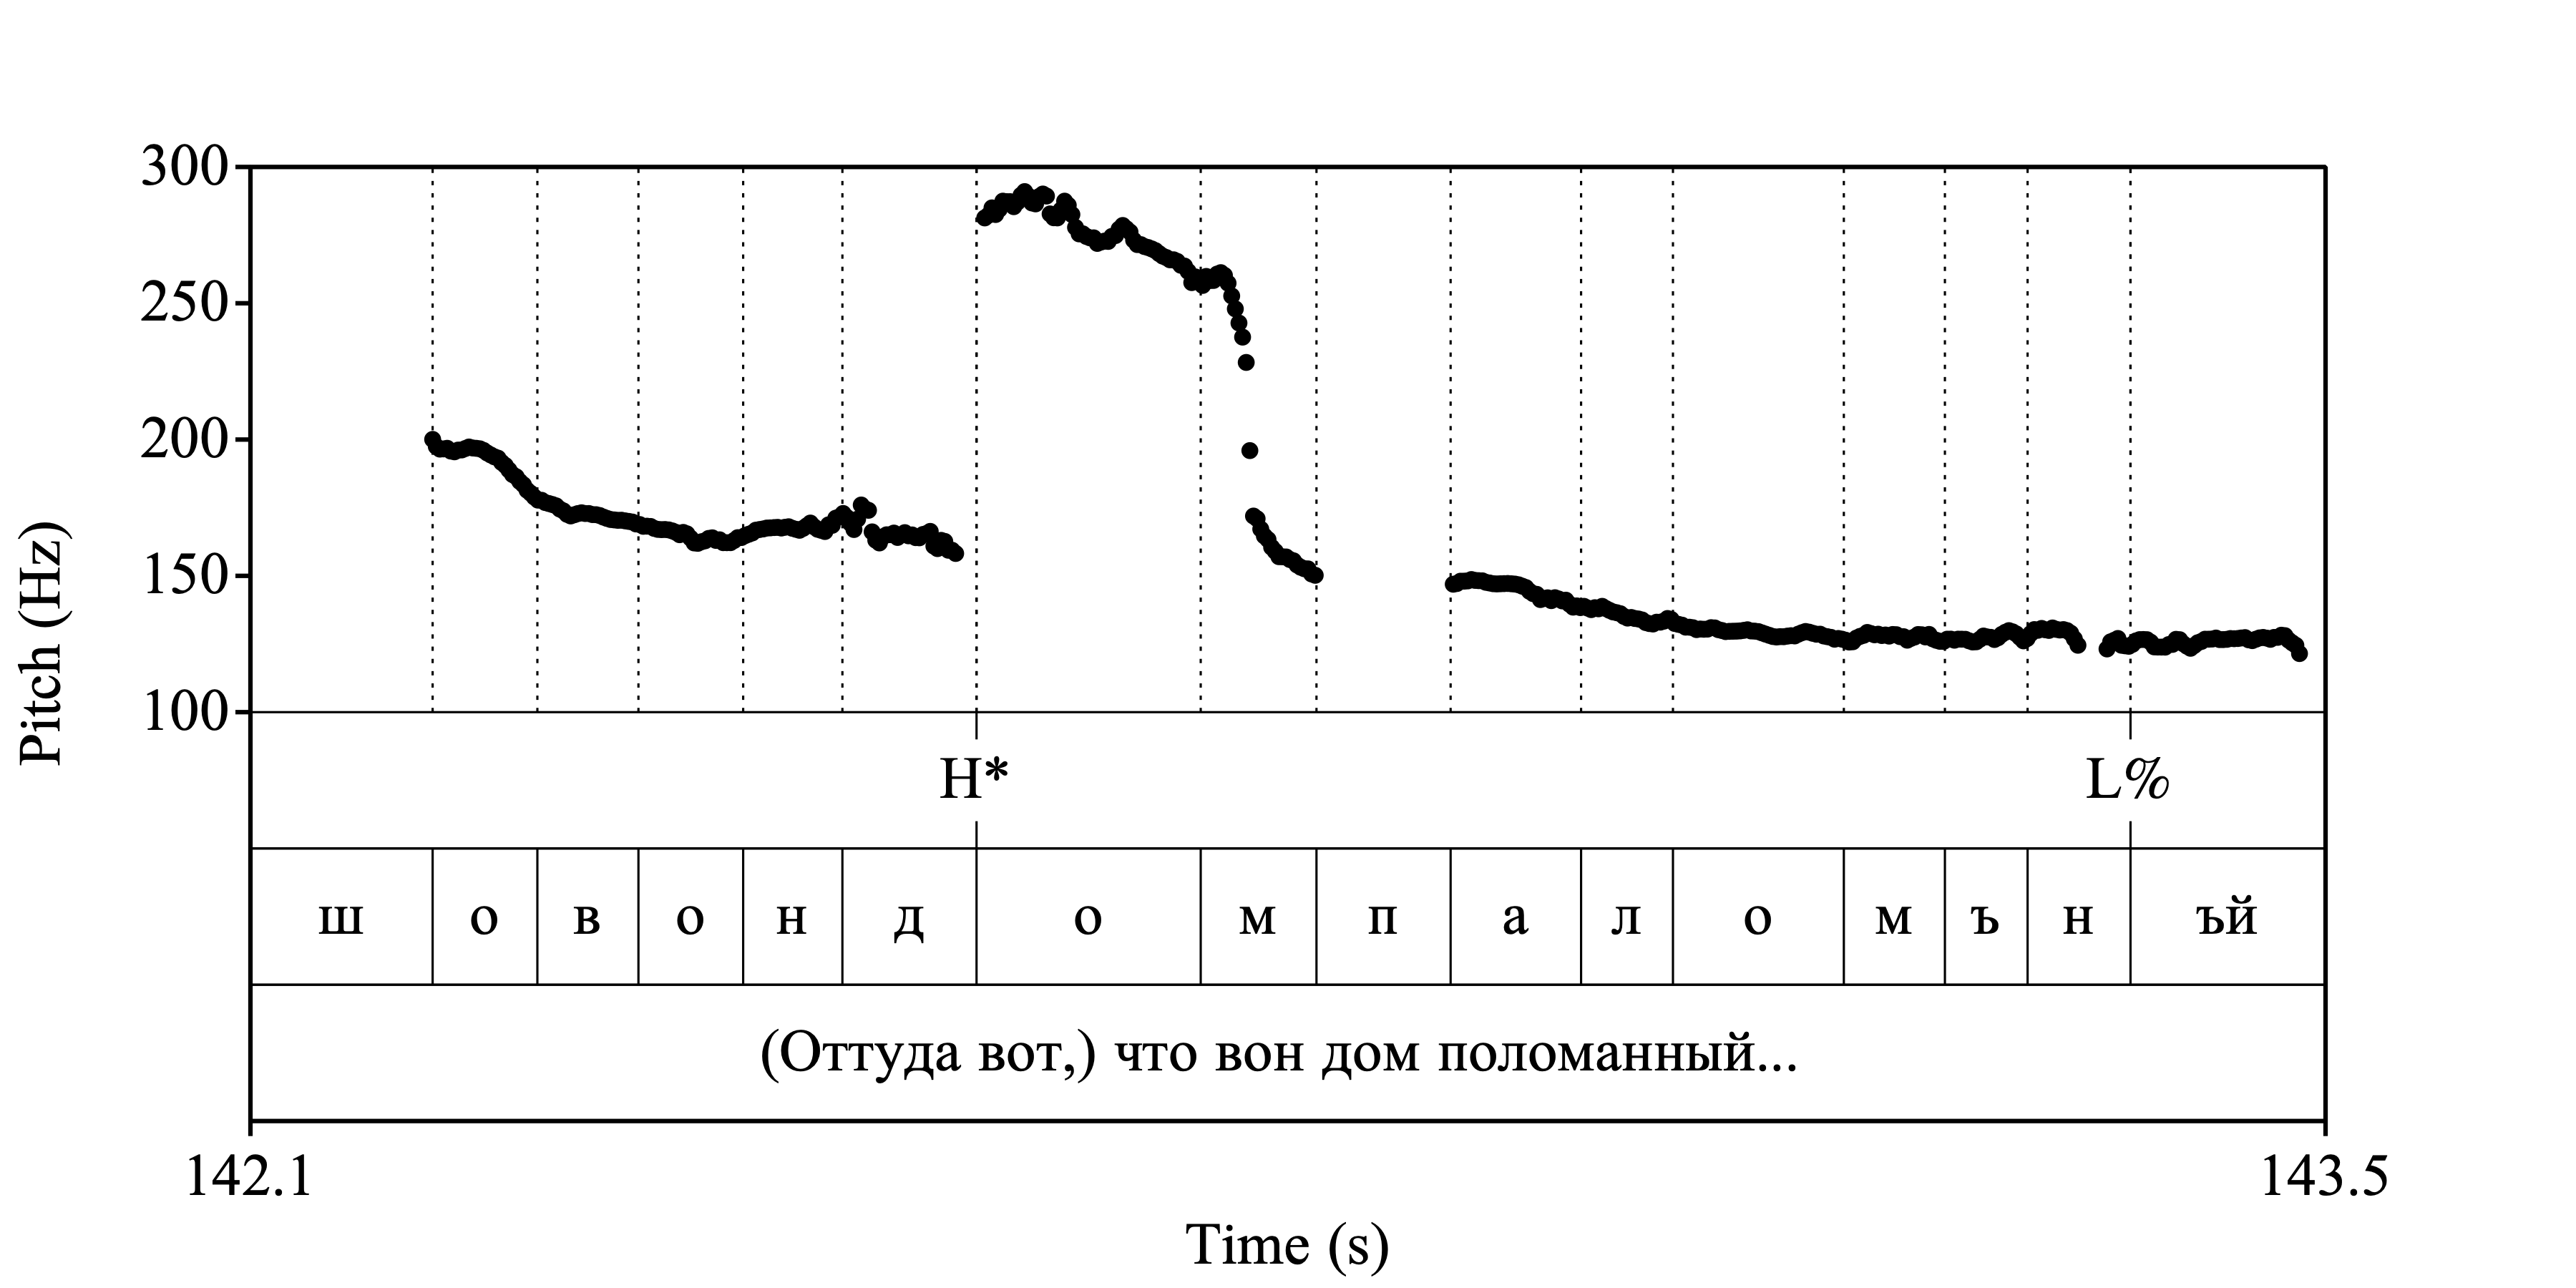 300
250
200
150
100
Pitch (Hz)
H* L%
ш о в о н д о м п а л о м ъ н ъй
(Оттуда вот,) что вон дом поломанный...
142.1 143.5
Time (s)